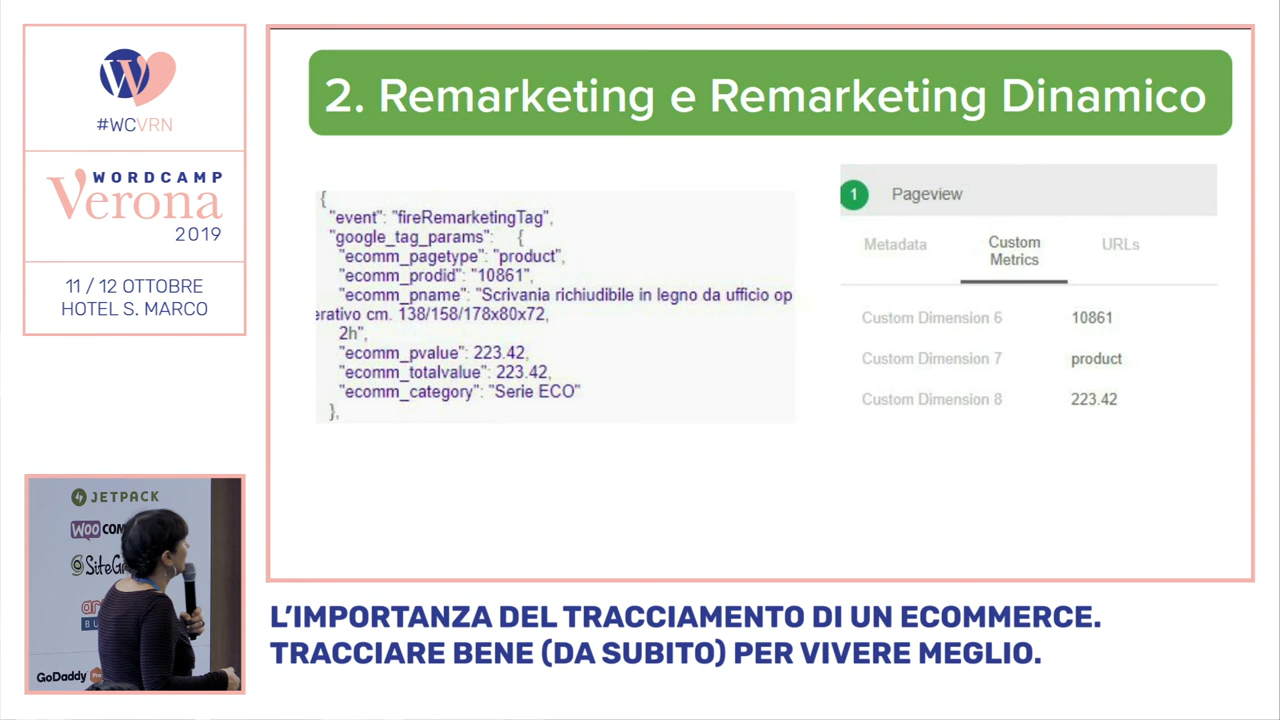 #WCVRN
WORDCAMP
Verona
2019
11 / 12 OTTOBRE
HOTEL S. MARCO
2. Remarketing e Remarketing Dinamico
{
"event": "fireRemarketingTag",
"google_tag_params": {
"ecomm_pagetype": "product",
"ecomm_prodid": "10861",
"ecomm_pname": "Scrivania richiudibile in legno da ufficio op
erativo cm. 138/158/178x80x72,
2h",
"ecomm_pvalue": 223.42,
"ecomm_totalvalue": 223.42,
"ecomm_category": "Serie ECO"
},
1 Pageview
Metadata
Custom
Metrics
URLs
Custom Dimension 6 10861
Custom Dimension 7 product
Custom Dimension 8 223.42
JETPACK
WOO COM
SiteG
GoDaddy Pro
L'IMPORTANZA DEL TRACCIAMENTO DI UN ECOMMERCE.
TRACCIARE BENE (DA SUBITO) PER VIVERE MEGLIO.